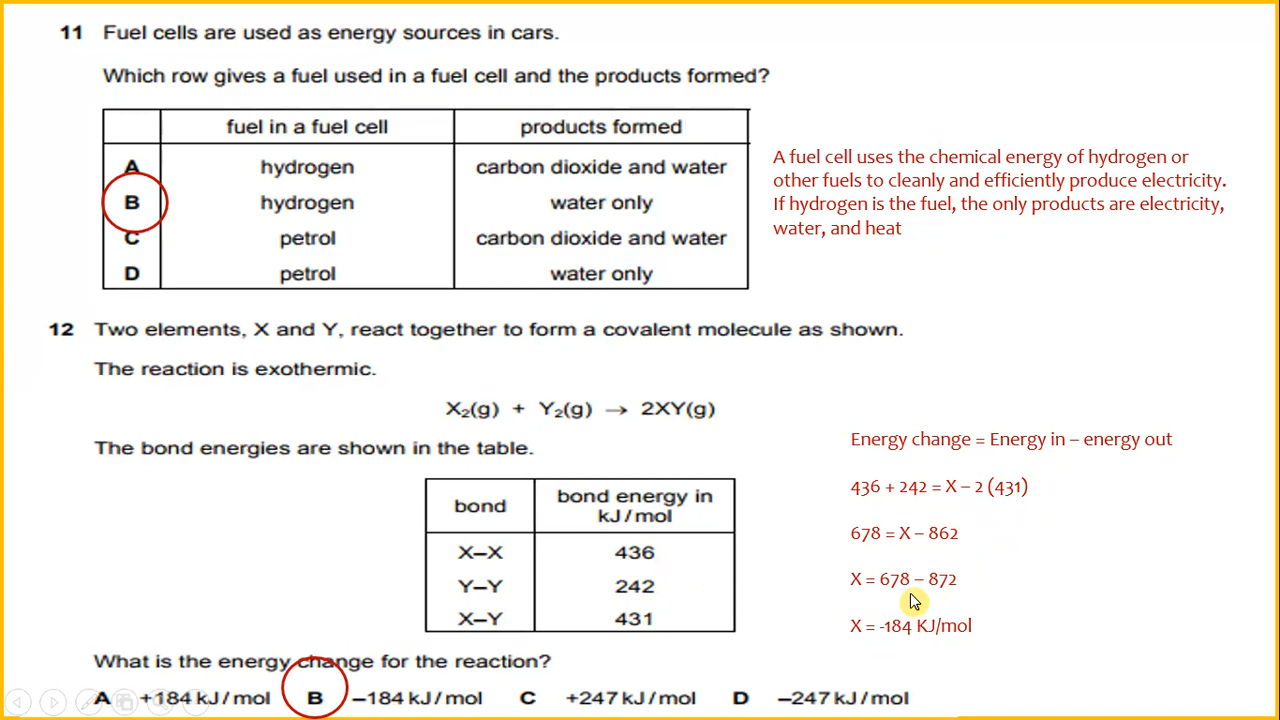 11 Fuel cells are used as energy sources in cars.
Which row gives a fuel used in a fuel cell and the products formed?
fuel in a fuel cell products formed
A hydrogen carbon dioxide and water
B hydrogen water only
C petrol carbon dioxide and water
D petrol water only
A fuel cell uses the chemical energy of hydrogen or
other fuels to cleanly and efficiently produce electricity.
If hydrogen is the fuel, the only products are electricity,
water, and heat
12 Two elements, X and Y, react together to form a covalent molecule as shown.
The reaction is exothermic.
X₂(g) + Y₂(g) → 2XY(g)
The bond energies are shown in the table.
bond bond energy in
kJ/mol
X–X 436
Y–Y 242
X–Y 431
Energy change = Energy in – energy out
436 + 242 = X – 2 (431)
678 = X – 862
X = 678 – 872
X = -184 KJ/mol
What is the energy change for the reaction?
A +184 kJ/mol B –184 kJ/mol C +247 kJ/mol D –247 kJ/mol